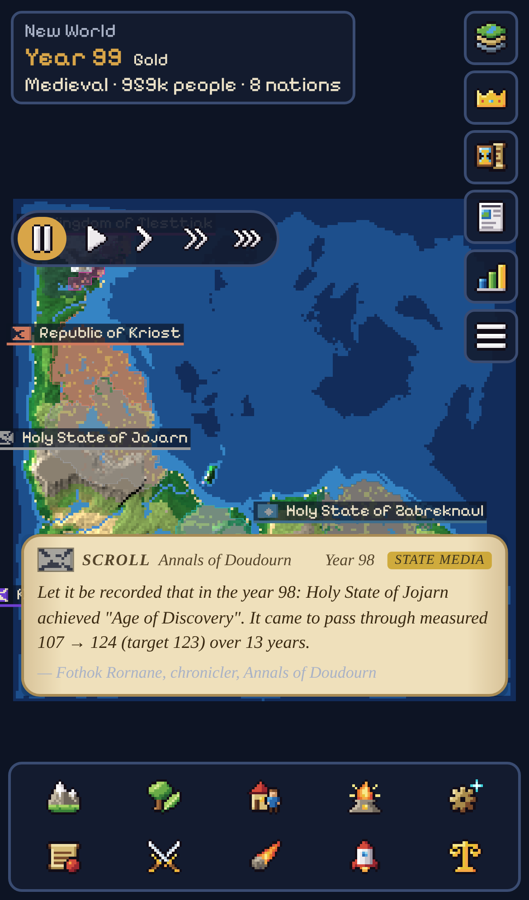 New World
Year 99 Gold
Medieval · 989k people · 8 nations
ngdom of Tlesttink
Republic of Kriost
Holy State of Jojarn
Holy State of Zabreknaul
SCROLL Annals of Doudourn Year 98 STATE MEDIA
Let it be recorded that in the year 98: Holy State of Jojarn
achieved "Age of Discovery". It came to pass through measured
107 → 124 (target 123) over 13 years.
— Fothok Rornane, chronicler, Annals of Doudourn